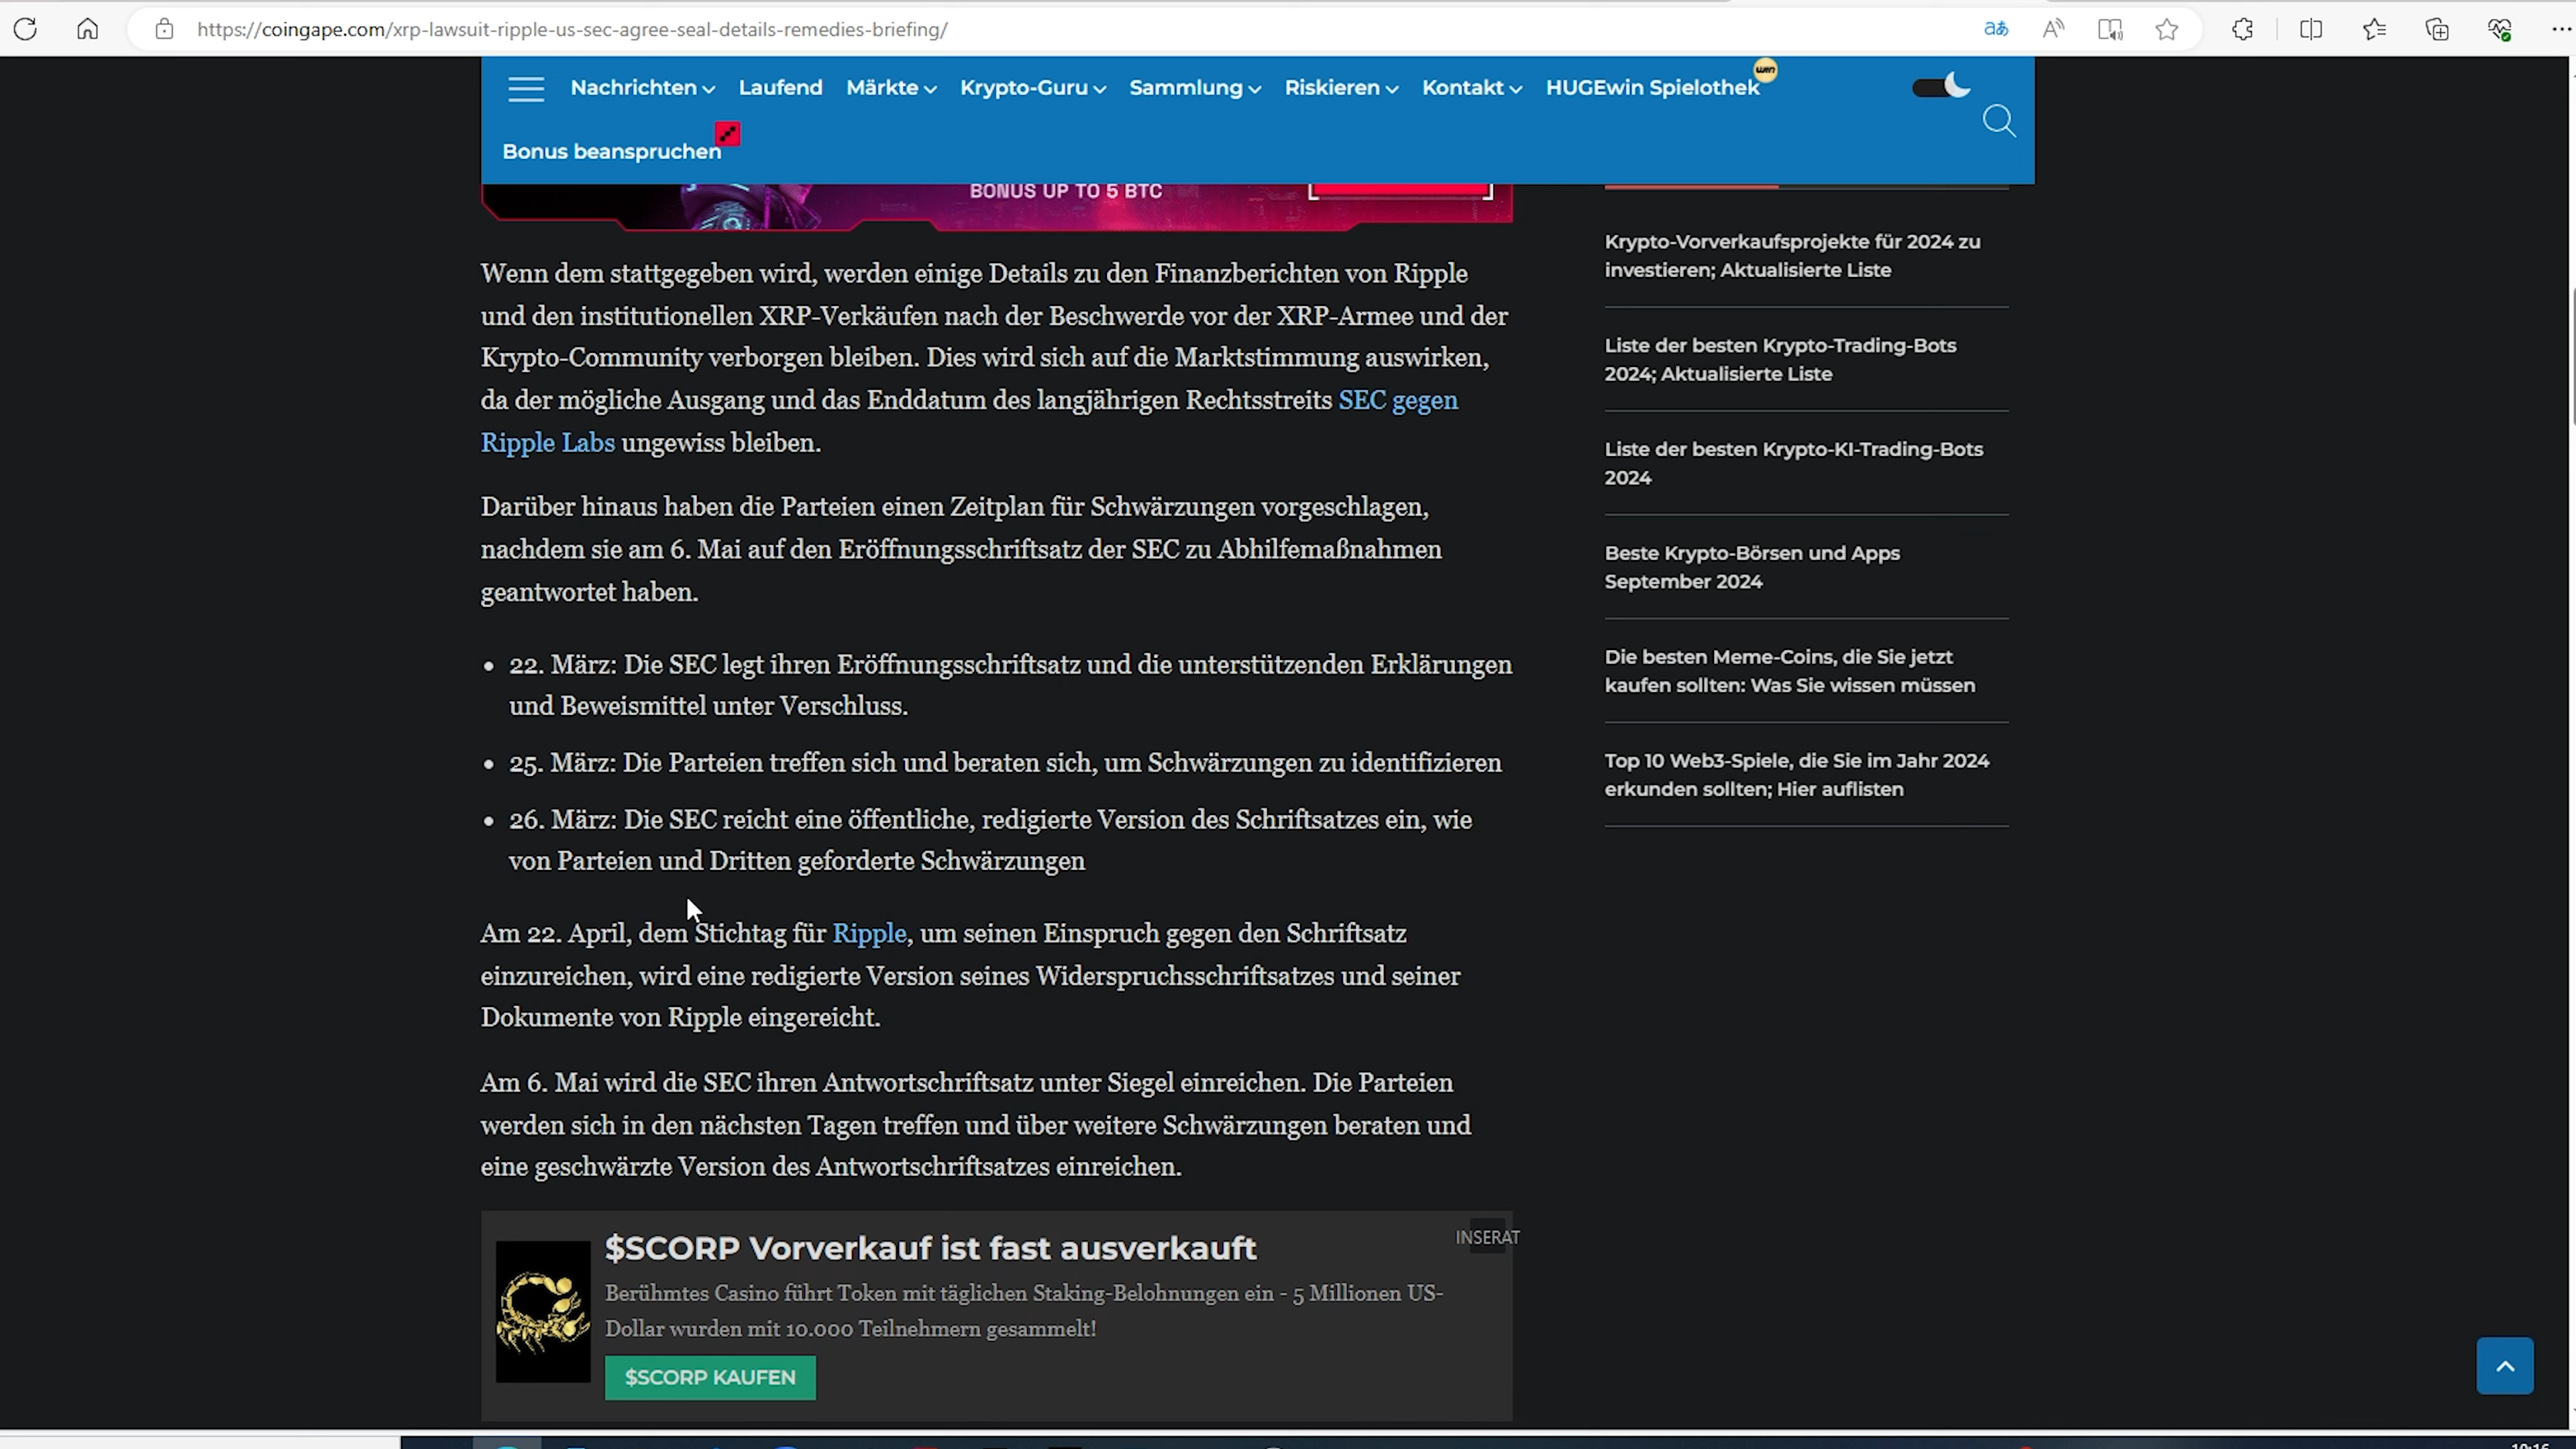 https://coingape.com/xrp-lawsuit-ripple-us-sec-agree-seal-details-remedies-briefing/
Nachrichten Laufend Märkte Krypto-Guru Sammlung Riskieren Kontakt HUGEwin Spielothek
Bonus beanspruchen
BONUS UP TO 5 BTC
Wenn dem stattgegeben wird, werden einige Details zu den Finanzberichten von Ripple
und den institutionellen XRP-Verkäufen nach der Beschwerde vor der XRP-Armee und der
Krypto-Community verborgen bleiben. Dies wird sich auf die Marktstimmung auswirken,
da der mögliche Ausgang und das Enddatum des langjährigen Rechtsstreits SEC gegen
Ripple Labs ungewiss bleiben.
Darüber hinaus haben die Parteien einen Zeitplan für Schwärzungen vorgeschlagen,
nachdem sie am 6. Mai auf den Eröffnungsschriftsatz der SEC zu Abhilfemaßnahmen
geantwortet haben.
• 22. März: Die SEC legt ihren Eröffnungsschriftsatz und die unterstützenden Erklärungen
und Beweismittel unter Verschluss.
• 25. März: Die Parteien treffen sich und beraten sich, um Schwärzungen zu identifizieren
• 26. März: Die SEC reicht eine öffentliche, redigierte Version des Schriftsatzes ein, wie
von Parteien und Dritten geforderte Schwärzungen
Am 22. April, dem Stichtag für Ripple, um seinen Einspruch gegen den Schriftsatz
einzureichen, wird eine redigierte Version seines Widerspruchsschriftsatzes und seiner
Dokumente von Ripple eingereicht.
Am 6. Mai wird die SEC ihren Antwortschriftsatz unter Siegel einreichen. Die Parteien
werden sich in den nächsten Tagen treffen und über weitere Schwärzungen beraten und
eine geschwärzte Version des Antwortschriftsatzes einreichen.
$SCORP Vorverkauf ist fast ausverkauft
INSERAT
Berühmtes Casino führt Token mit täglichen Staking-Belohnungen ein - 5 Millionen US-
Dollar wurden mit 10.000 Teilnehmern gesammelt!
$SCORP KAUFEN
Krypto-Vorverkaufsprojekte für 2024 zu
investieren; Aktualisierte Liste
Liste der besten Krypto-Trading-Bots
2024; Aktualisierte Liste
Liste der besten Krypto-KI-Trading-Bots
2024
Beste Krypto-Börsen und Apps
September 2024
Die besten Meme-Coins, die Sie jetzt
kaufen sollten: Was Sie wissen müssen
Top 10 Web3-Spiele, die Sie im Jahr 2024
erkunden sollten; Hier auflisten